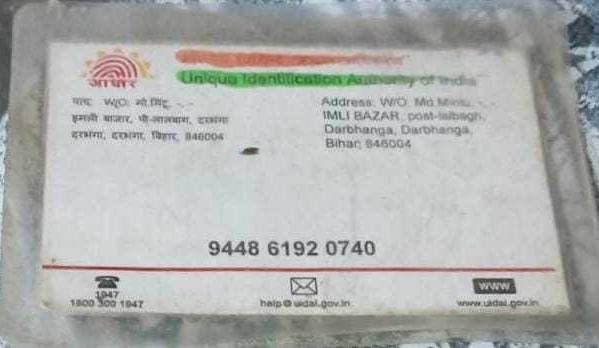 आधार
Unique Identification Authority of India
पता: W/O: मो.मिंटू, -, -
इमली बाजार, पी-लालबाग, दरभंगा
दरभंगा, दरभंगा, बिहार, 846004
Address: W/O: Md.Mintu, -, -
IMLI BAZAR, post-lalbagh,
Darbhanga, Darbhanga,
Bihar, 846004
9448 6192 0740
1947
1800 300 1947
help@uidai.gov.in
www
www.uidai.gov.in